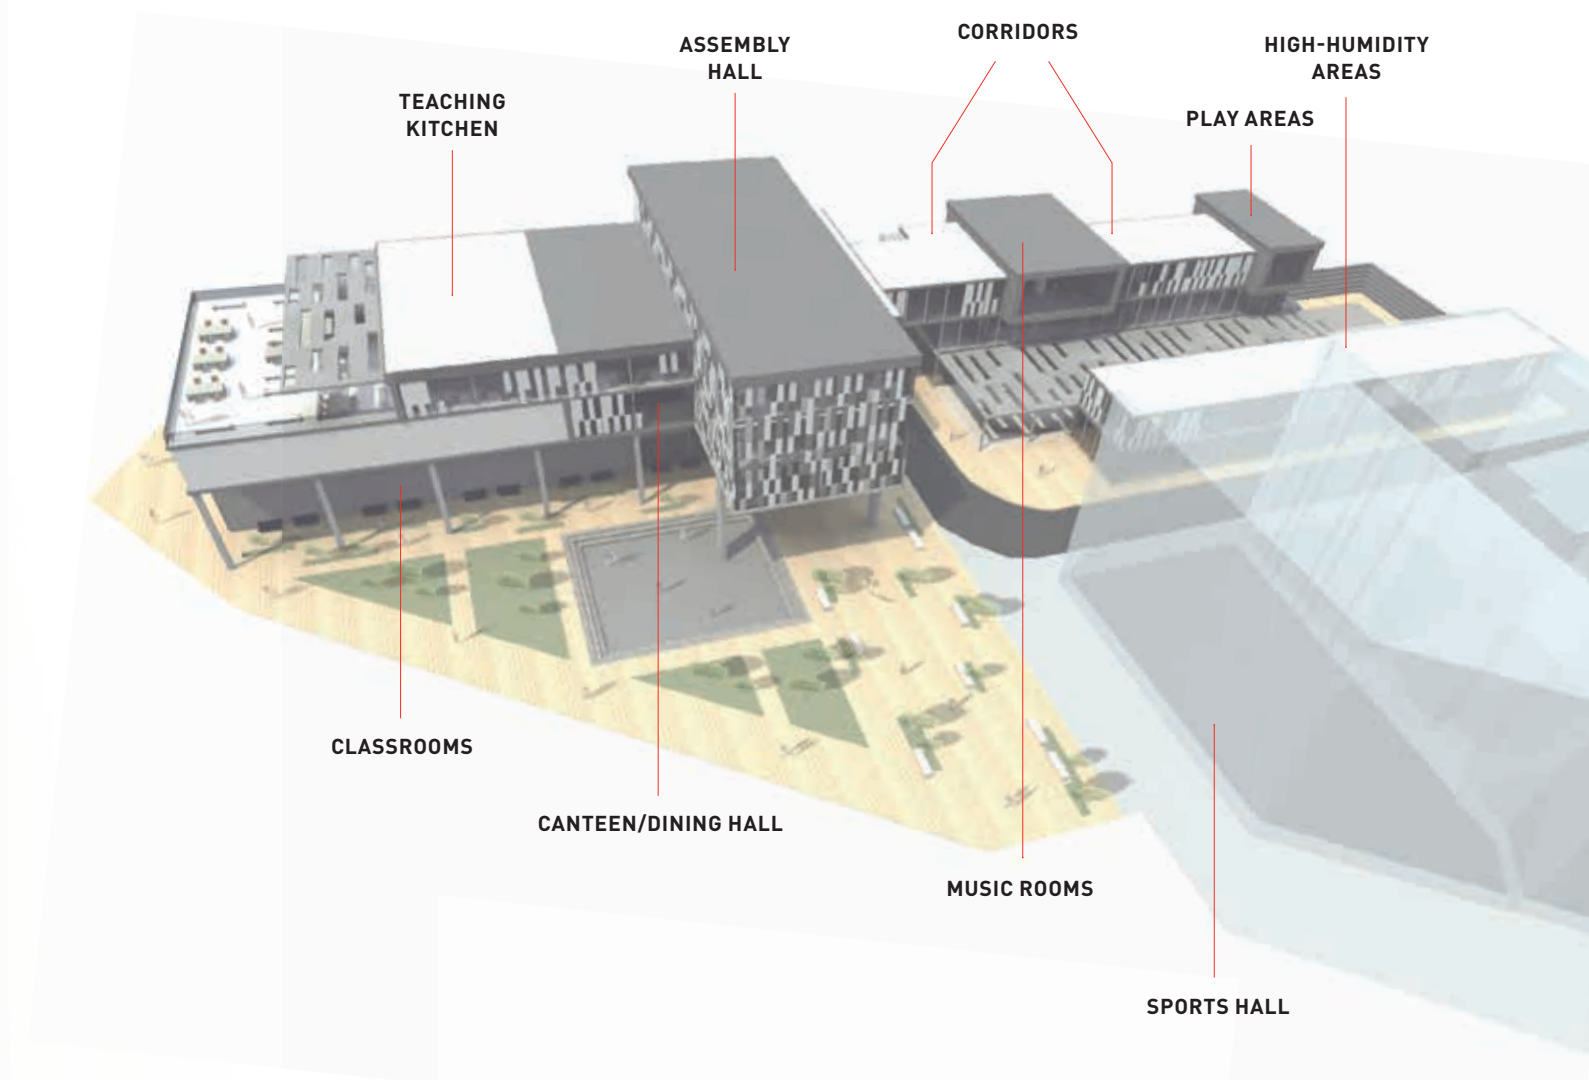 CORRIDORS
ASSEMBLY
HALL
HIGH-HUMIDITY
AREAS
TEACHING
KITCHEN
PLAY AREAS
CLASSROOMS
CANTEEN/DINING HALL
MUSIC ROOMS
SPORTS HALL